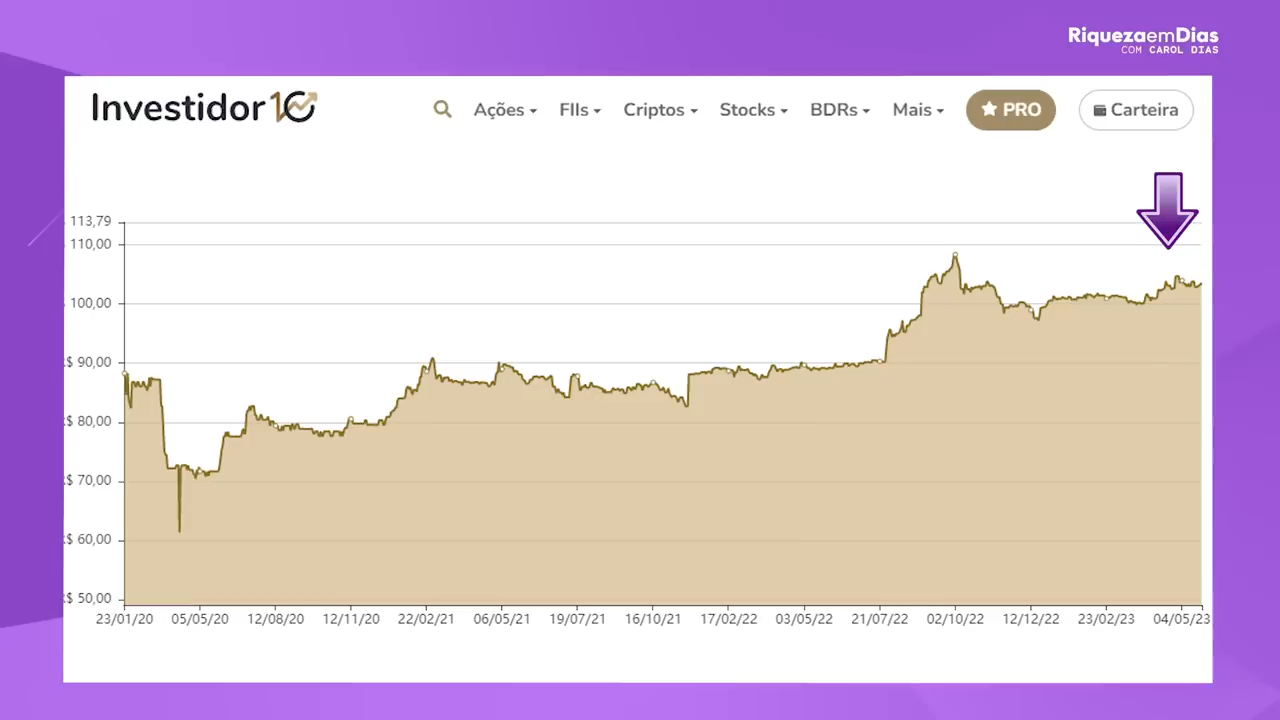 RiquezaemDias
COM CAROL DIAS
Investidor 10
Ações
FIIs
Criptos
Stocks
BDRs
Mais
PRO
Carteira
113,79
110,00
100,00
$ 90,00
$ 80,00
$ 70,00
$ 60,00
$ 50,00
23/01/20 05/05/20 12/08/20 12/11/20 22/02/21 06/05/21 19/07/21 16/10/21 17/02/22 03/05/22 21/07/22 02/10/22 12/12/22 23/02/23 04/05/23